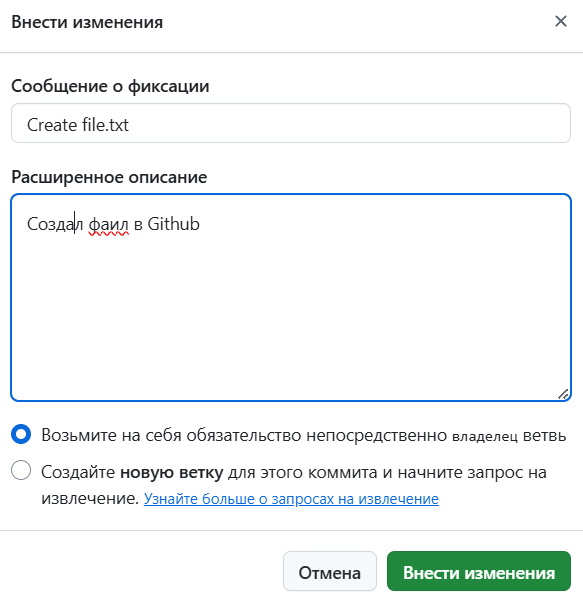 Внести изменения
Сообщение о фиксации
Create file.txt
Расширенное описание
Создал фаил в Github
Возьмите на себя обязательство непосредственно владелец ветвь
Создайте новую ветку для этого коммита и начните запрос на
извлечение. Узнайте больше о запросах на извлечение
Отмена
Внести изменения